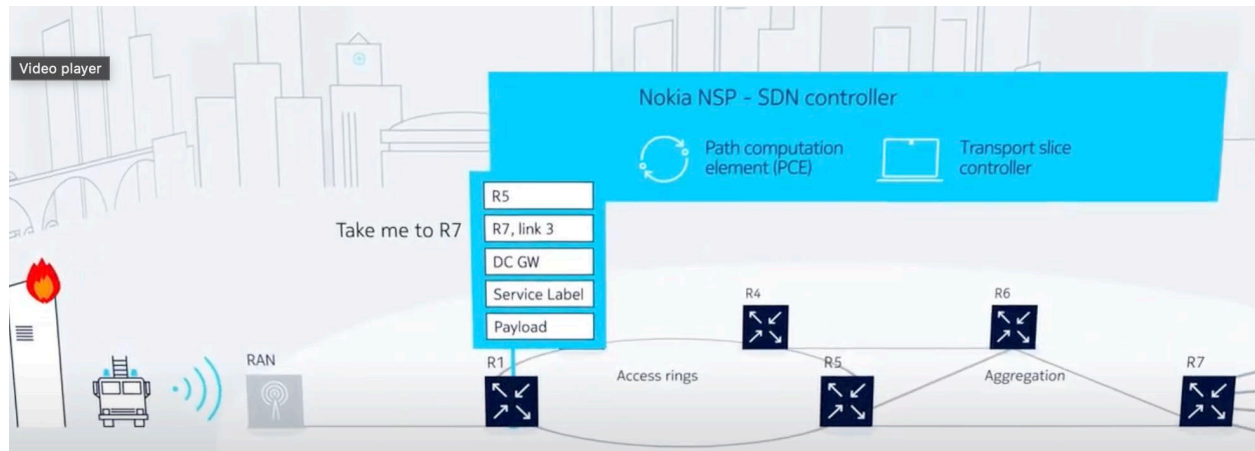 Video player
Nokia NSP - SDN controller
Path computation
element (PCE)
Transport slice
controller
R5
Take me to R7
R7, link 3
DC GW
Service Label
Payload
R4
R6
RAN
R1
Access rings
R5
Aggregation
R7